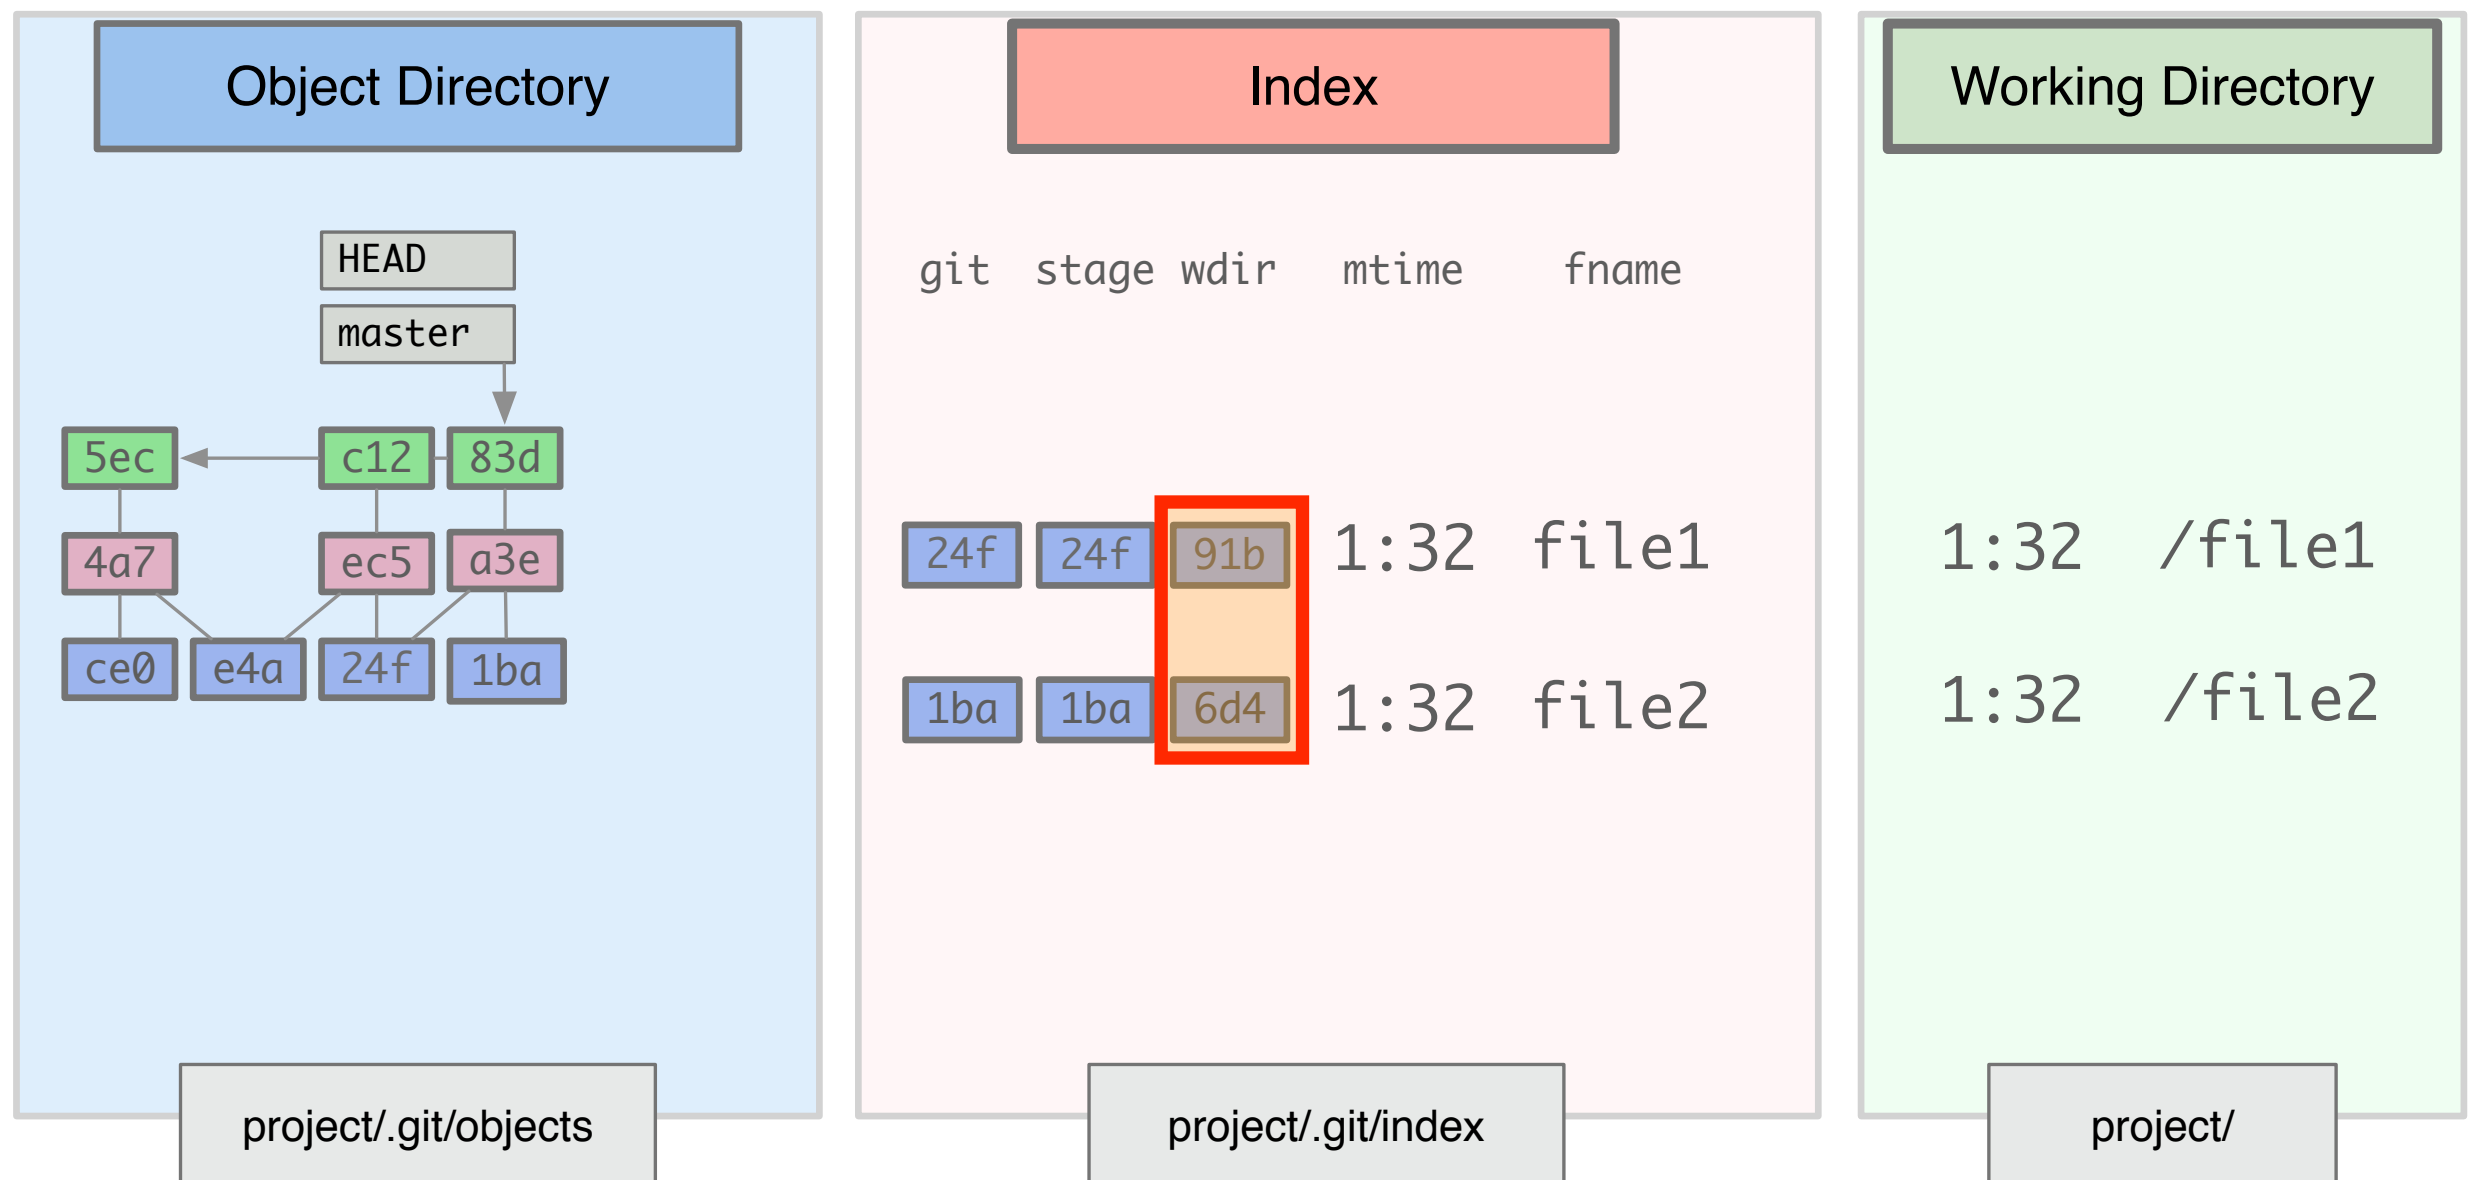 Object Directory
HEAD
master
5ec c12 83d
4a7 ec5 a3e
ce0 e4a 24f 1ba
project/.git/objects
Index
git stage wdir mtime fname
24f 24f 91b 1:32 file1
1ba 1ba 6d4 1:32 file2
project/.git/index
Working Directory
1:32 /file1
1:32 /file2
project/